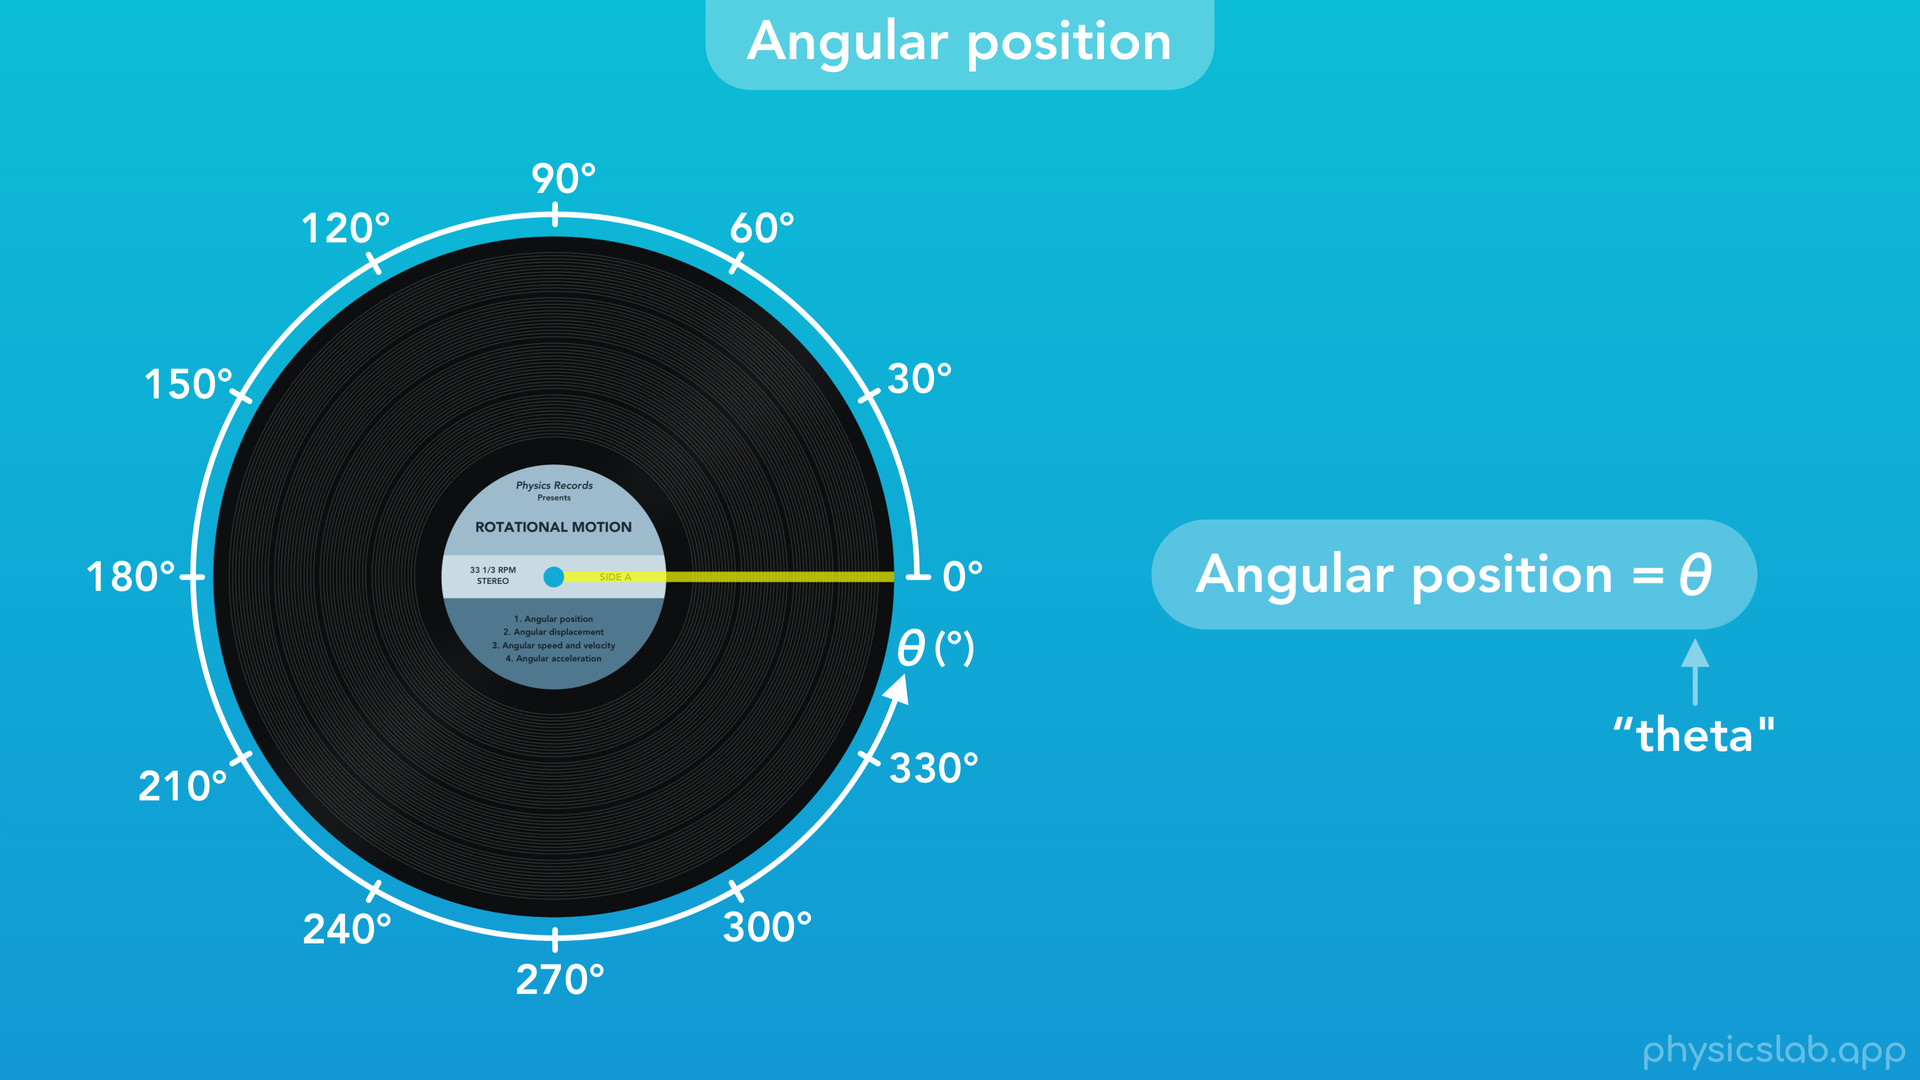 Angular position
90°
120°
60°
150°
30°
Physics Records
Presents
ROTATIONAL MOTION
180°
33 1/3 RPM
STEREO
SIDE A
0°
1. Angular position
2. Angular displacement
3. Angular speed and velocity
4. Angular acceleration
θ (°)
210°
330°
240°
300°
270°
Angular position = θ
“theta"
physicslab.app